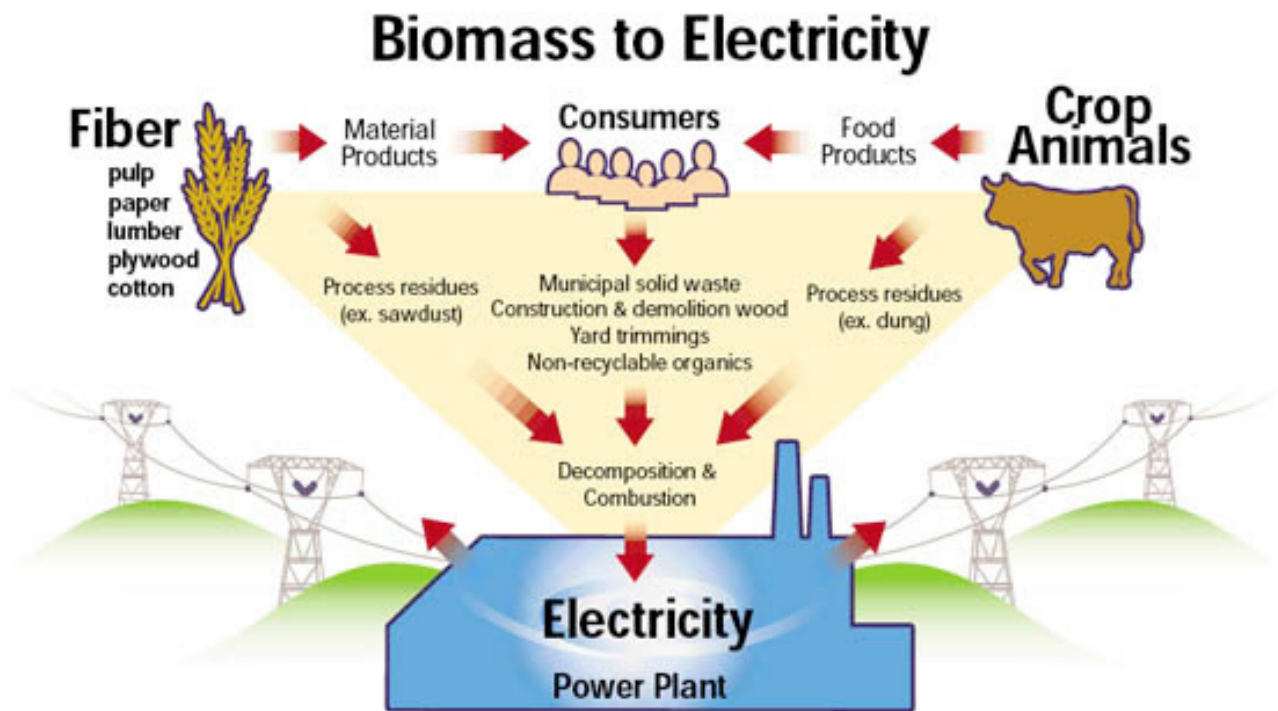 Biomass to Electricity
Fiber
pulp
paper
lumber
plywood
cotton
Material
Products
Consumers
Food
Products
Crop
Animals
Process residues
(ex. sawdust)
Municipal solid waste
Construction & demolition wood
Yard trimmings
Non-recyclable organics
Process residues
(ex. dung)
Decomposition &
Combustion
Electricity
Power Plant